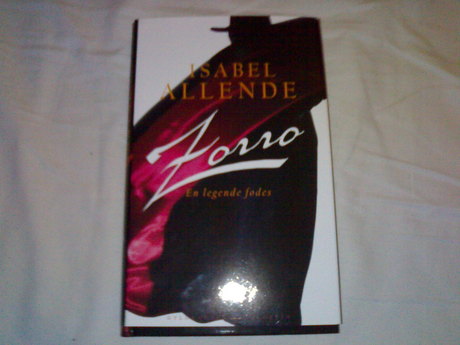 ISABEL
ALLENDE
Zorro
En legende fødes